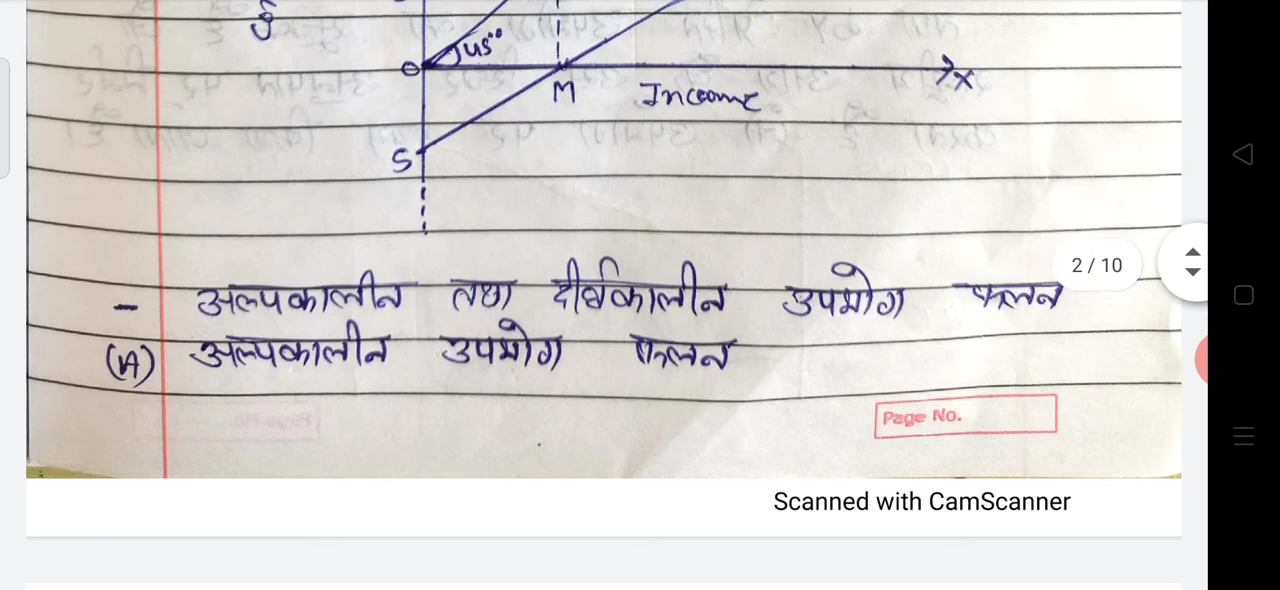 O 45°
M Income X
S
2 / 10
- अल्पकालीन तथा दीर्घकालीन उपभोग फलन
(A) अल्पकालीन उपभोग फलन
Page No.
Scanned with CamScanner